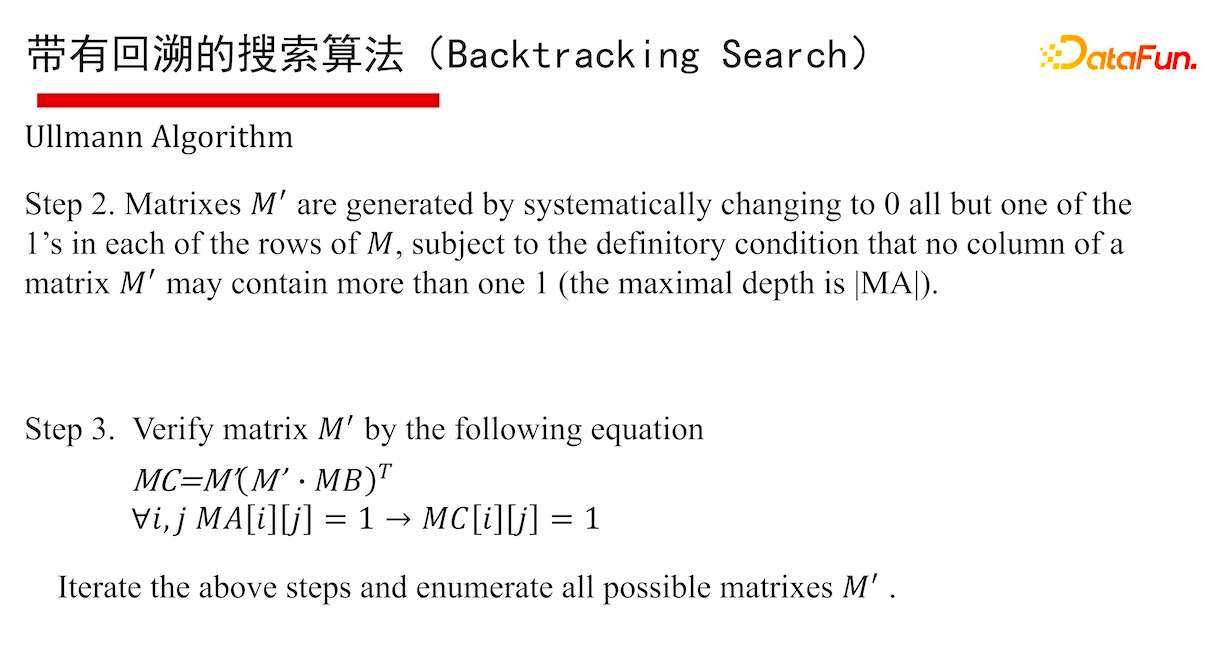 带有回溯的搜索算法（Backtracking Search）
DataFun.
Ullmann Algorithm
Step 2. Matrixes M′ are generated by systematically changing to 0 all but one of the
1’s in each of the rows of M, subject to the definitory condition that no column of a
matrix M′ may contain more than one 1 (the maximal depth is |MA|).
Step 3. Verify matrix M′ by the following equation
MC=M’(M’ · MB)ᵀ
∀i, j MA[i][j] = 1 → MC[i][j] = 1
Iterate the above steps and enumerate all possible matrixes M′ .